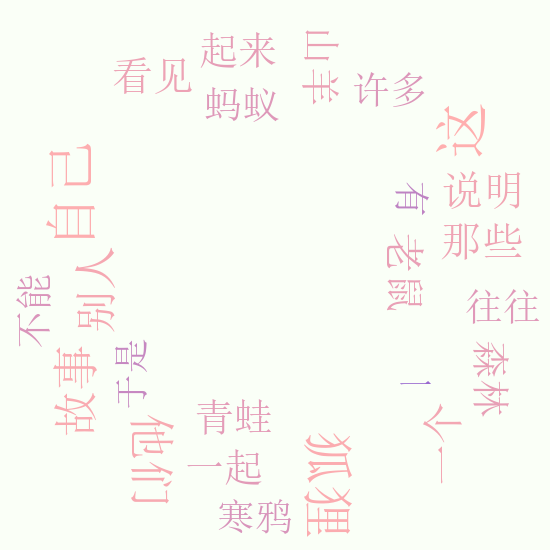 起来
山羊
看见
蚂蚁
许多
这
自己
说明
有
那些
老鼠
别人
不能
往往
故事
于是
森林
一
一个
青蛙
他们
一起
狐狸
寒鸦